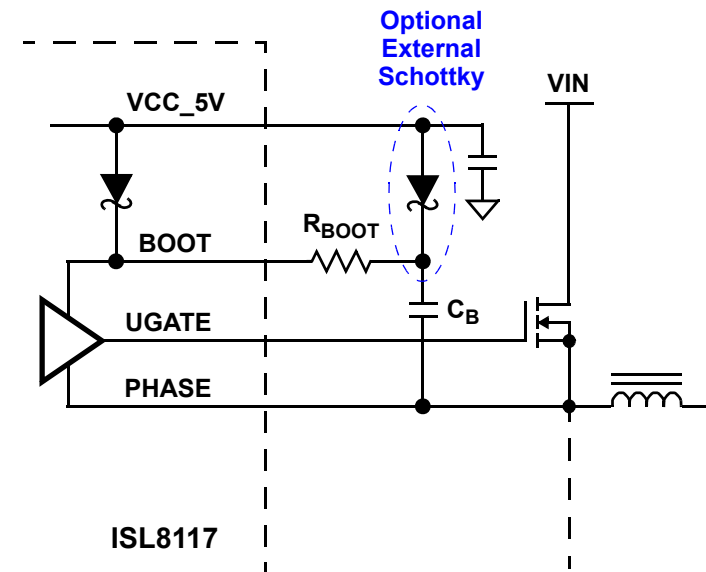 Optional
External
Schottky
VCC_5V
VIN
RBOOT
BOOT
CB
UGATE
PHASE
ISL8117